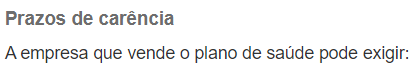 Prazos de carência
A empresa que vende o plano de saúde pode exigir: